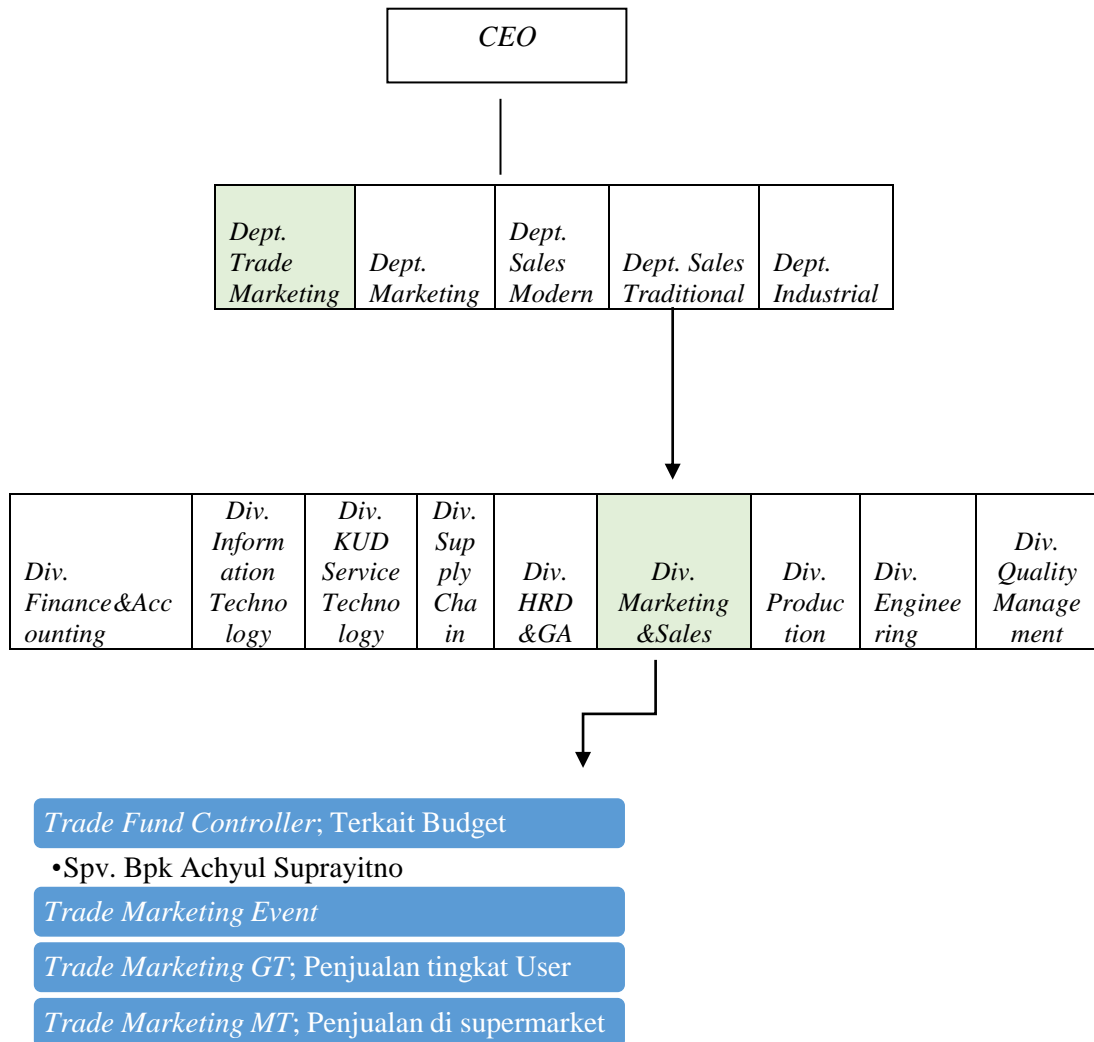 CEO
Dept.
Trade
Marketing
Dept.
Marketing
Dept.
Sales
Modern
Dept. Sales
Traditional
Dept.
Industrial
Div.
Finance&Acc
ounting
Div.
Inform
ation
Techno
logy
Div.
KUD
Service
Techno
logy
Div.
Sup
ply
Cha
in
Div.
HRD
&GA
Div.
Marketing
&Sales
Div.
Produc
tion
Div.
Enginee
ring
Div.
Quality
Manage
ment
Trade Fund Controller; Terkait Budget
•Spv. Bpk Achyul Suprayitno
Trade Marketing Event
Trade Marketing GT; Penjualan tingkat User
Trade Marketing MT; Penjualan di supermarket